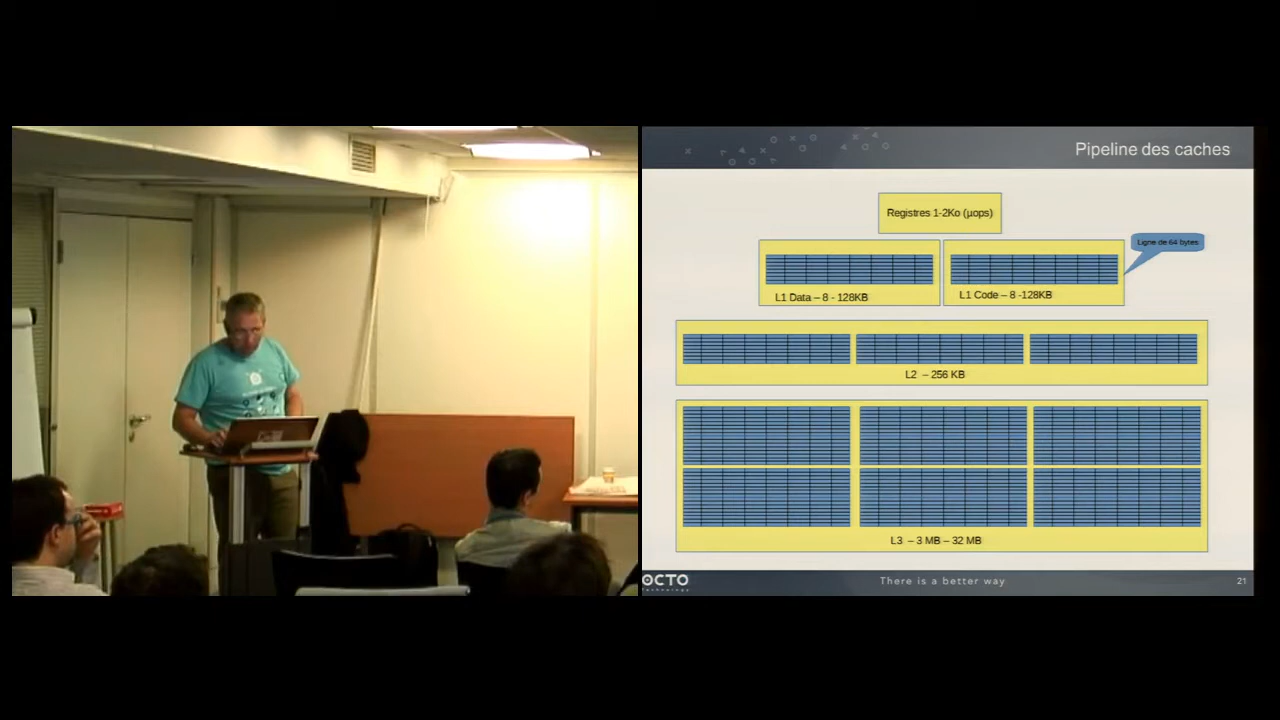 Pipeline des caches
Registres 1-2Ko (µops)
Ligne de 64 bytes
L1 Data – 8 - 128KB
L1 Code – 8 -128KB
L2 – 256 KB
L3 – 3 MB – 32 MB
OCTO
Technology
There is a better way
21